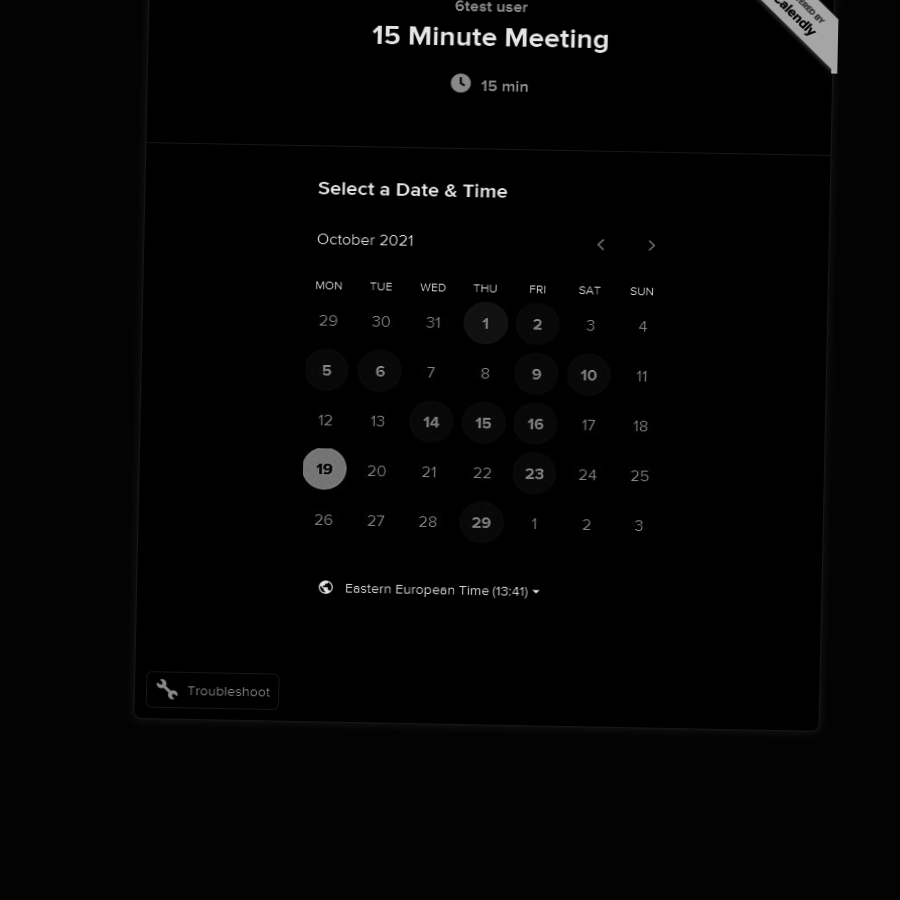 6test user
15 Minute Meeting
15 min
Calendly
Select a Date & Time
October 2021
MON TUE WED THU FRI SAT SUN
29 30 31 1 2 3 4
5 6 7 8 9 10 11
12 13 14 15 16 17 18
19 20 21 22 23 24 25
26 27 28 29 1 2 3
Eastern European Time (13:41)
Troubleshoot